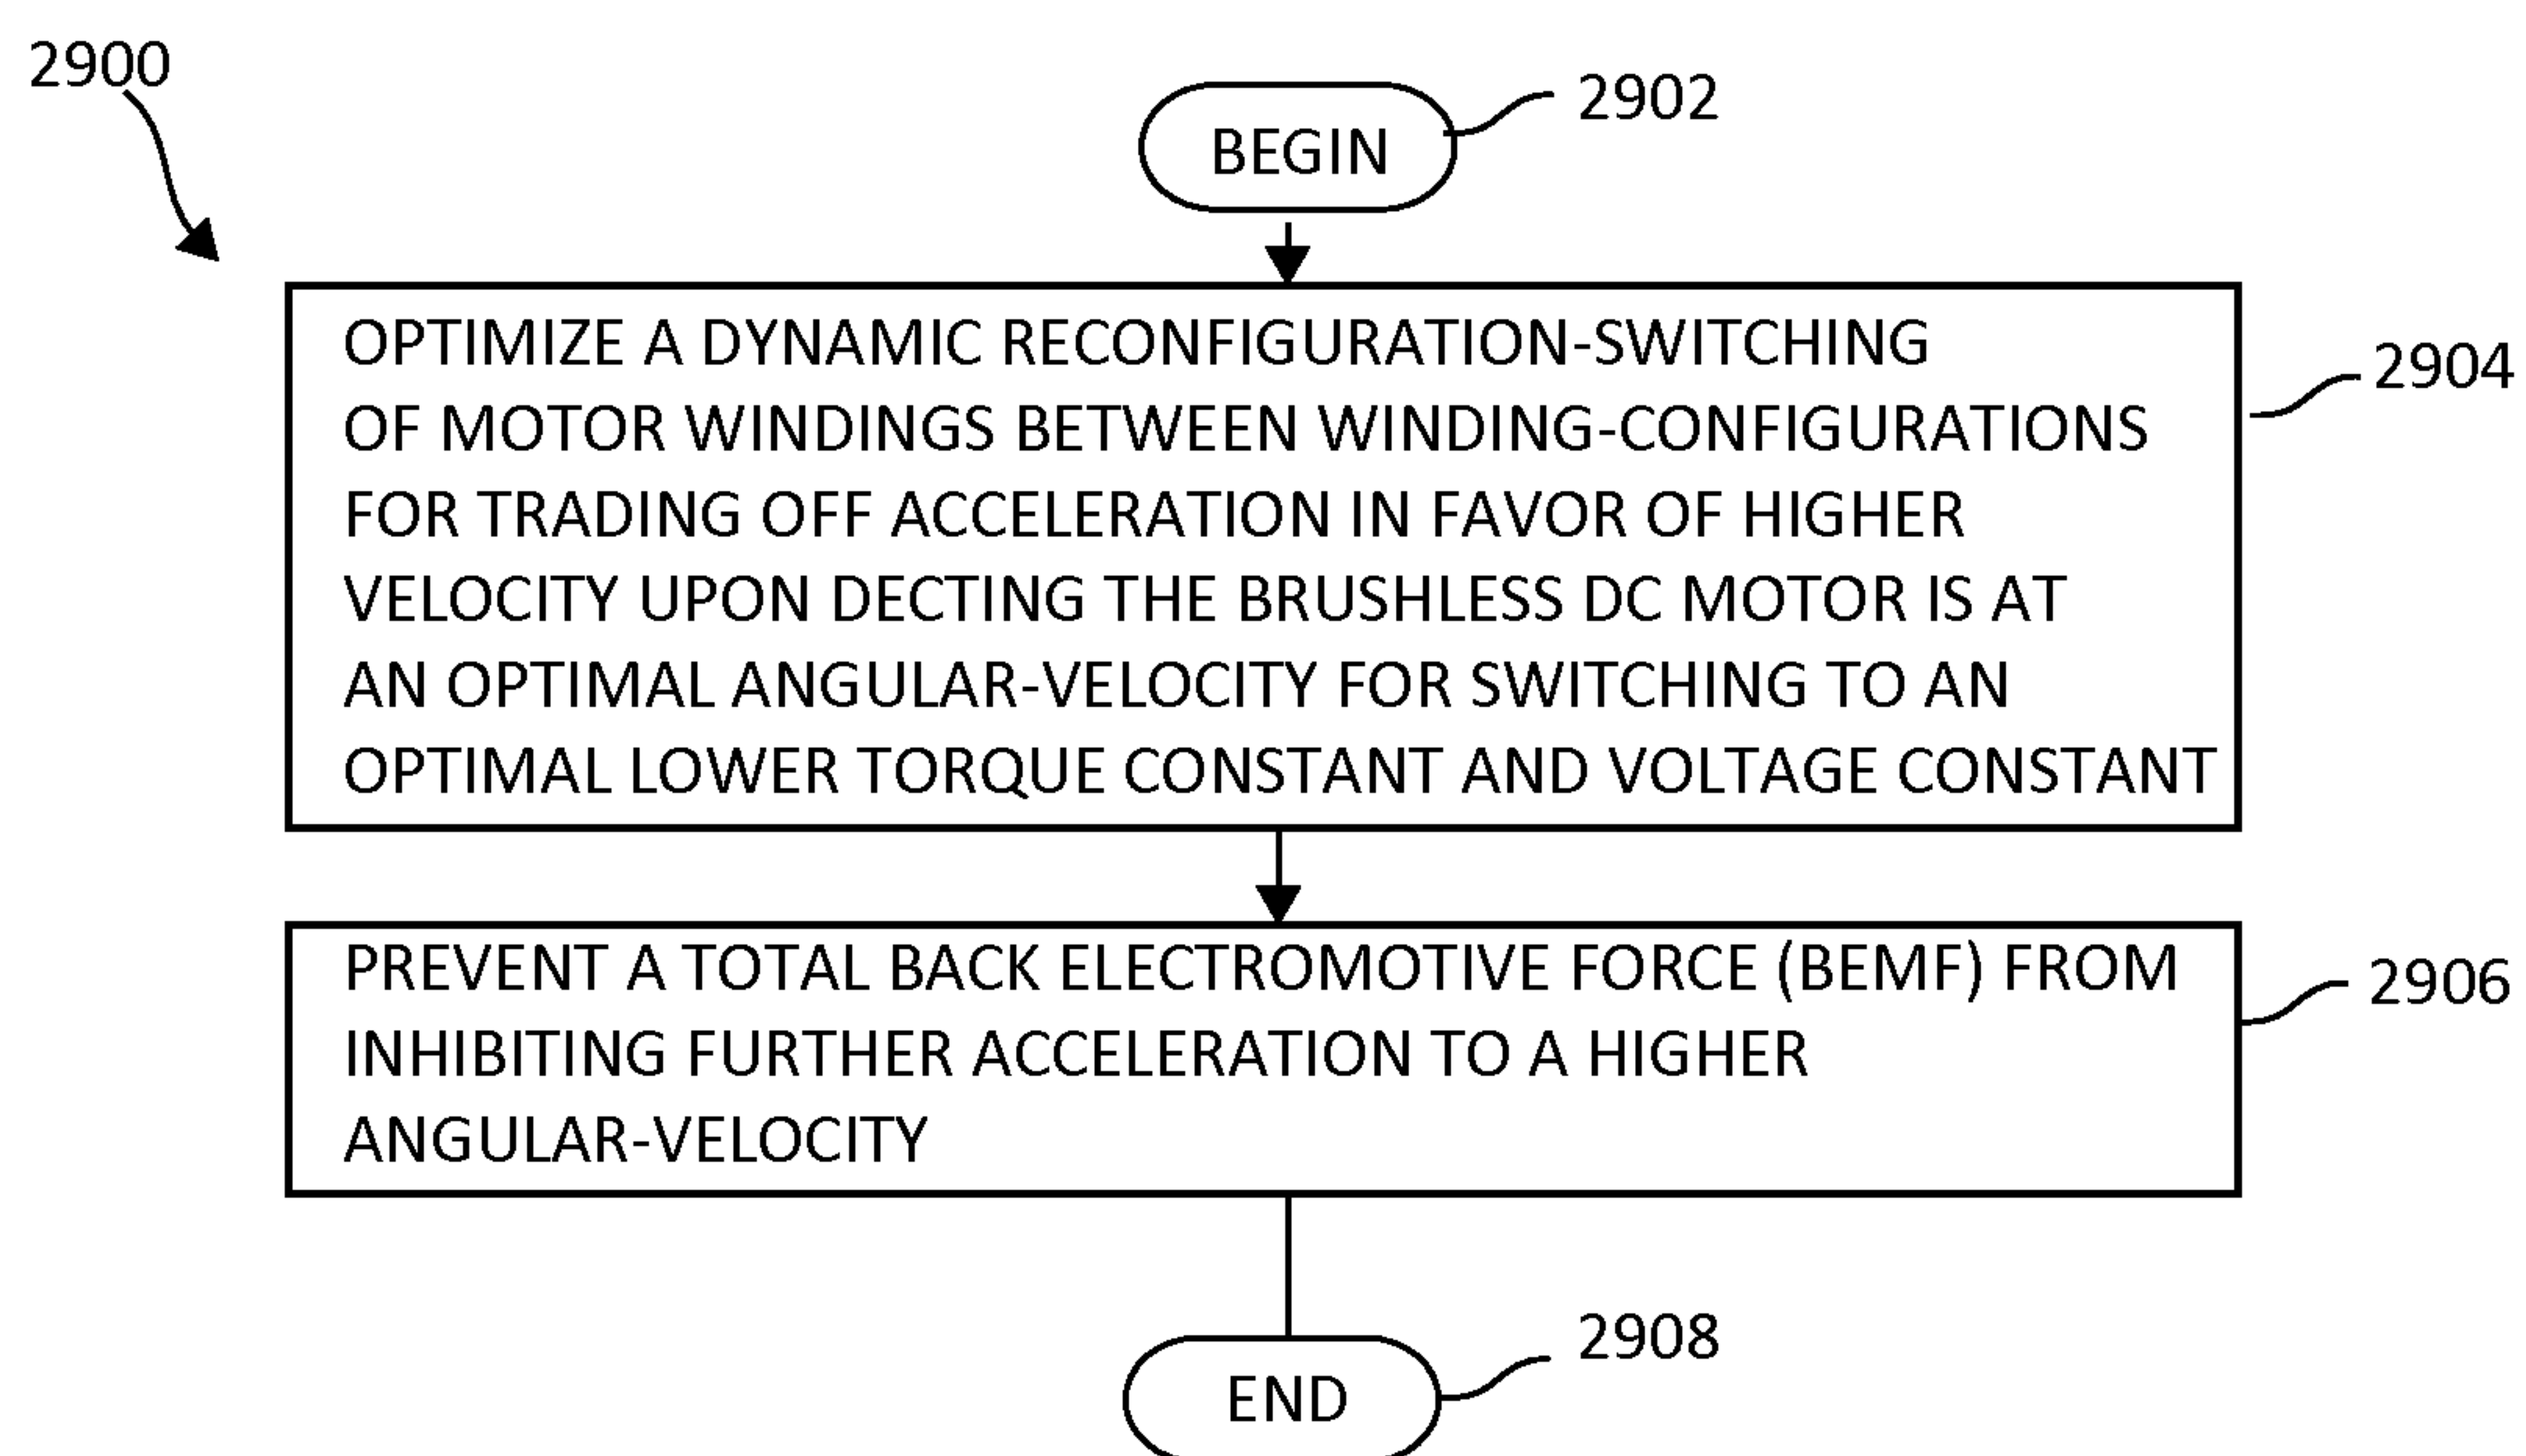 2900
BEGIN
2902
OPTIMIZE A DYNAMIC RECONFIGURATION-SWITCHING
OF MOTOR WINDINGS BETWEEN WINDING-CONFIGURATIONS
FOR TRADING OFF ACCELERATION IN FAVOR OF HIGHER
VELOCITY UPON DECTING THE BRUSHLESS DC MOTOR IS AT
AN OPTIMAL ANGULAR-VELOCITY FOR SWITCHING TO AN
OPTIMAL LOWER TORQUE CONSTANT AND VOLTAGE CONSTANT
2904
PREVENT A TOTAL BACK ELECTROMOTIVE FORCE (BEMF) FROM
INHIBITING FURTHER ACCELERATION TO A HIGHER
ANGULAR-VELOCITY
2906
END
2908